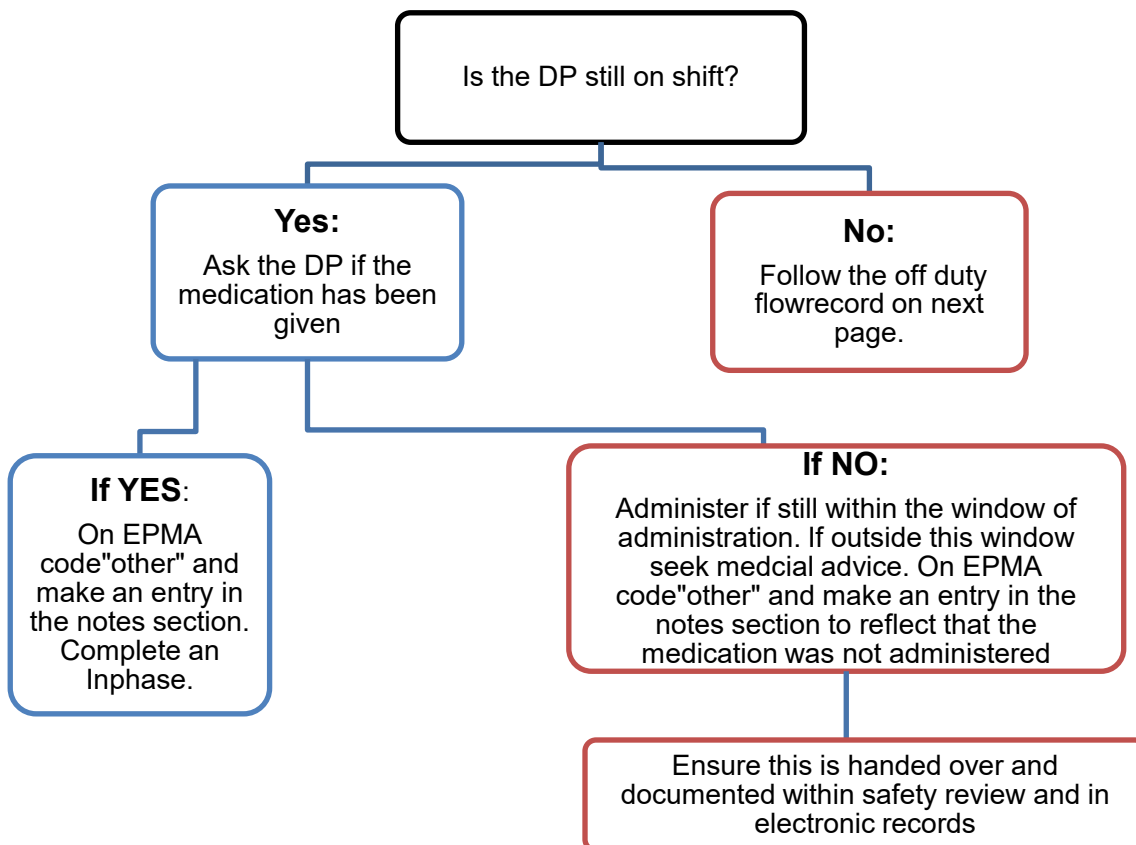 Is the DP still on shift?
Yes:
Ask the DP if the
medication has been
given
No:
Follow the off duty
flowrecord on next
page.
If YES:
On EPMA
code"other" and
make an entry in
the notes section.
Complete an
Inphase.
If NO:
Administer if still within the window of
administration. If outside this window
seek medcial advice. On EPMA
code"other" and make an entry in the
notes section to reflect that the
medication was not administered
Ensure this is handed over and
documented within safety review and in
electronic records